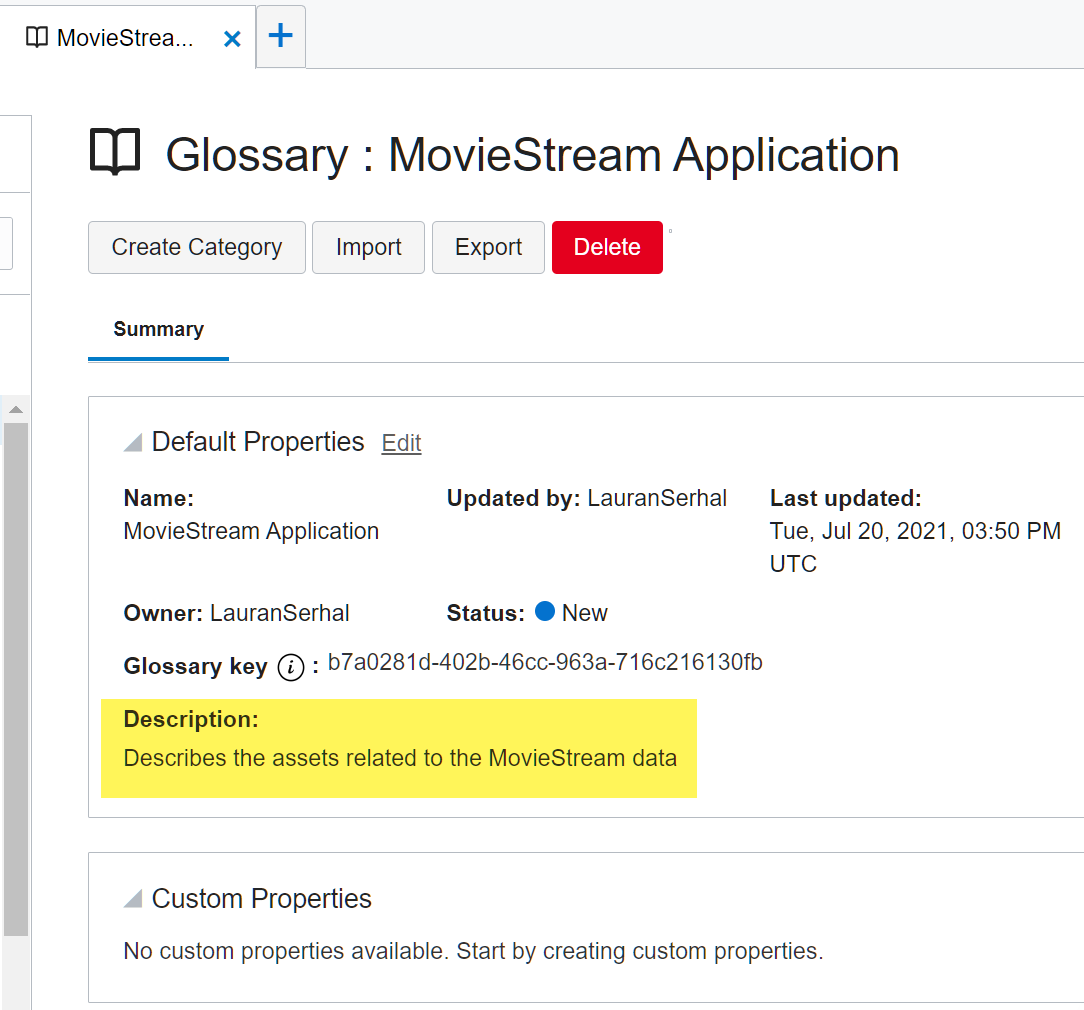 MovieStrea...
Glossary : MovieStream Application
Create Category Import Export Delete
Summary
Default Properties Edit
Name: Updated by: LauranSerhal Last updated:
MovieStream Application Tue, Jul 20, 2021, 03:50 PM
UTC
Owner: LauranSerhal Status: New
Glossary key i : b7a0281d-402b-46cc-963a-716c216130fb
Description:
Describes the assets related to the MovieStream data
Custom Properties
No custom properties available. Start by creating custom properties.